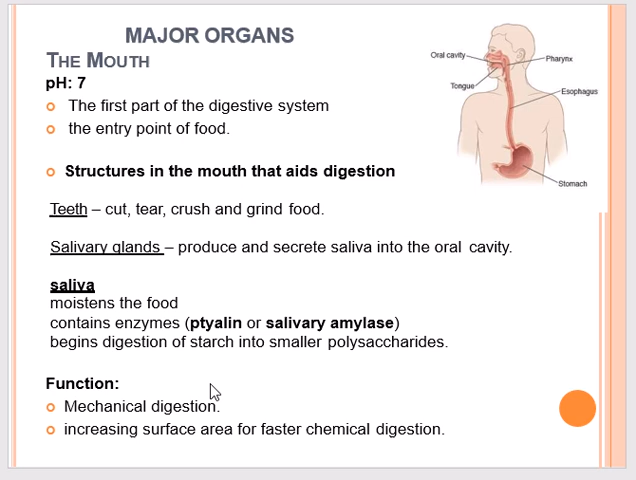 MAJOR ORGANS
THE MOUTH
pH: 7
The first part of the digestive system
the entry point of food.
Structures in the mouth that aids digestion
Teeth – cut, tear, crush and grind food.
Salivary glands – produce and secrete saliva into the oral cavity.
saliva
moistens the food
contains enzymes (ptyalin or salivary amylase)
begins digestion of starch into smaller polysaccharides.
Function:
Mechanical digestion.
increasing surface area for faster chemical digestion.
Oral cavity
Pharynx
Tongue
Esophagus
Stomach